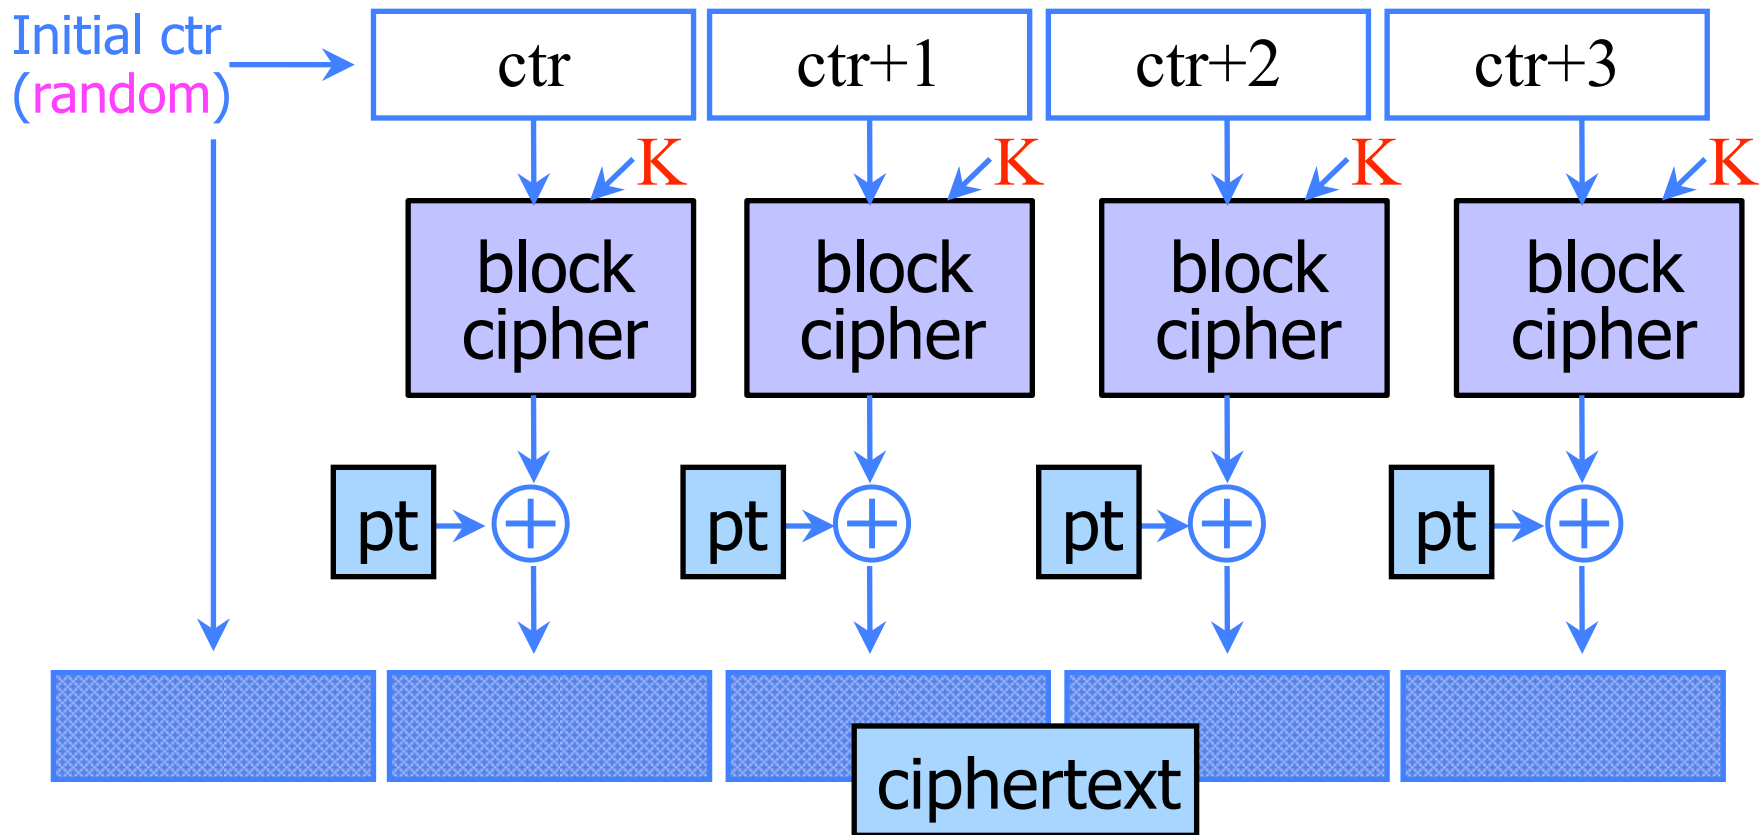 Initial ctr
(random)
ctr
ctr+1
ctr+2
ctr+3
K
K
K
K
block
cipher
block
cipher
block
cipher
block
cipher
pt
pt
pt
pt
ciphertext